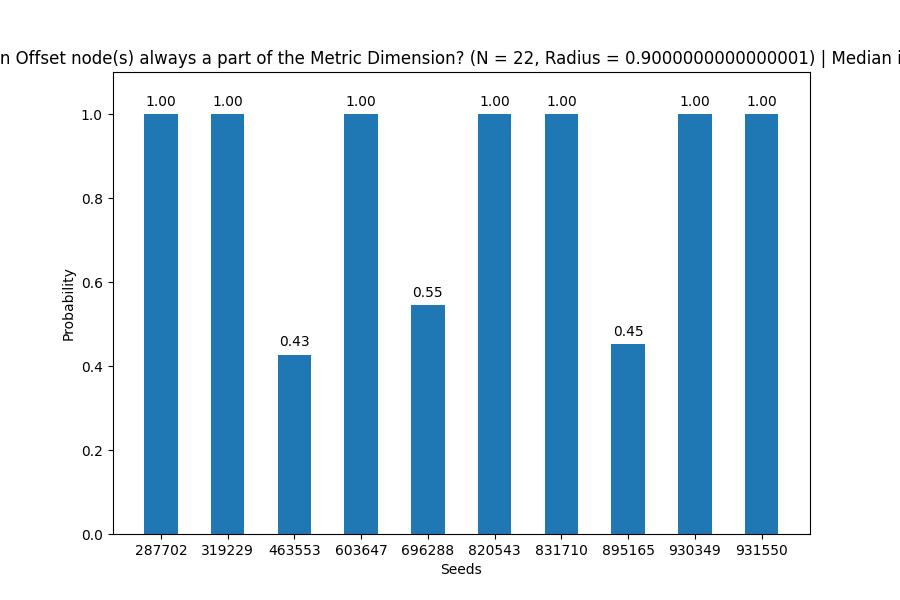 n Offset node(s) always a part of the Metric Dimension? (N = 22, Radius = 0.9000000000000001) | Median i
1.00 1.00 0.43 1.00 0.55 1.00 1.00 0.45 1.00 1.00
1.0
0.8
0.6
0.4
0.2
0.0
Probability
287702 319229 463553 603647 696288 820543 831710 895165 930349 931550
Seeds